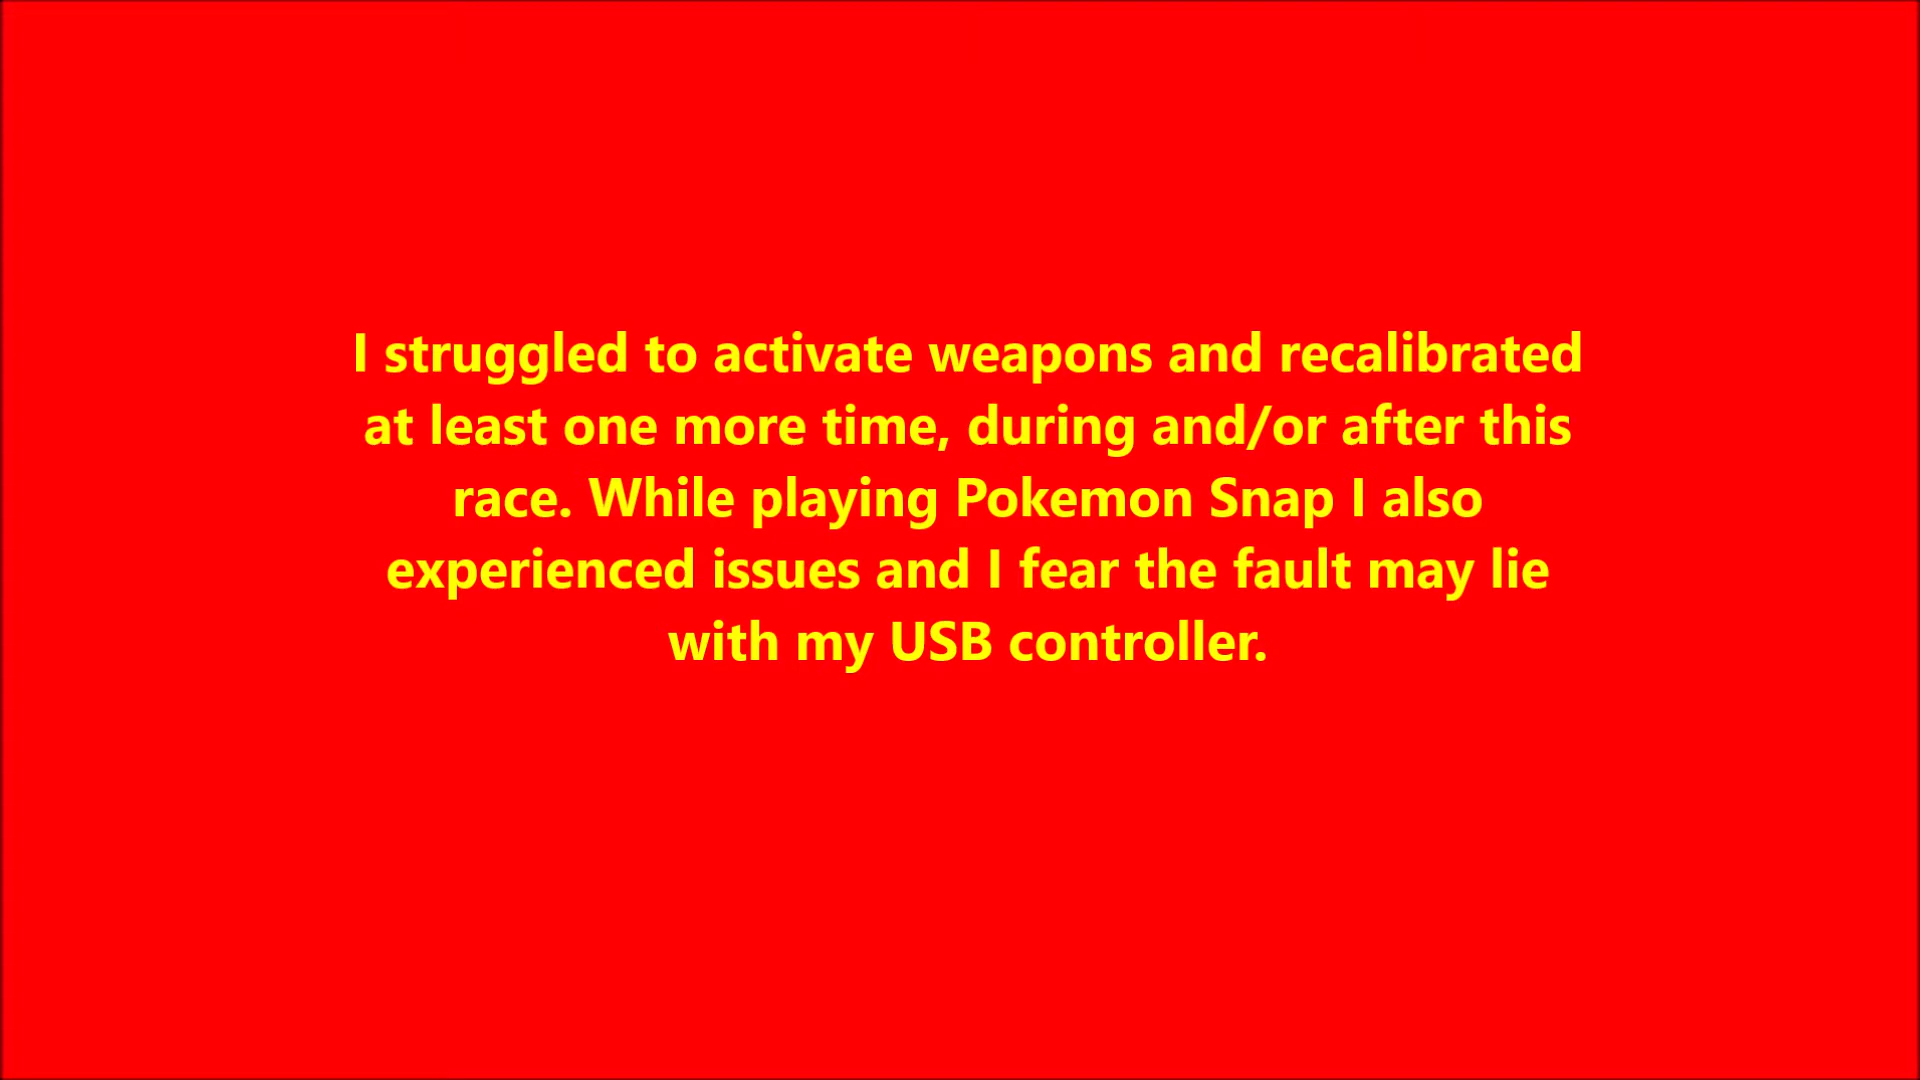 I struggled to activate weapons and recalibrated
at least one more time, during and/or after this
race. While playing Pokemon Snap I also
experienced issues and I fear the fault may lie
with my USB controller.